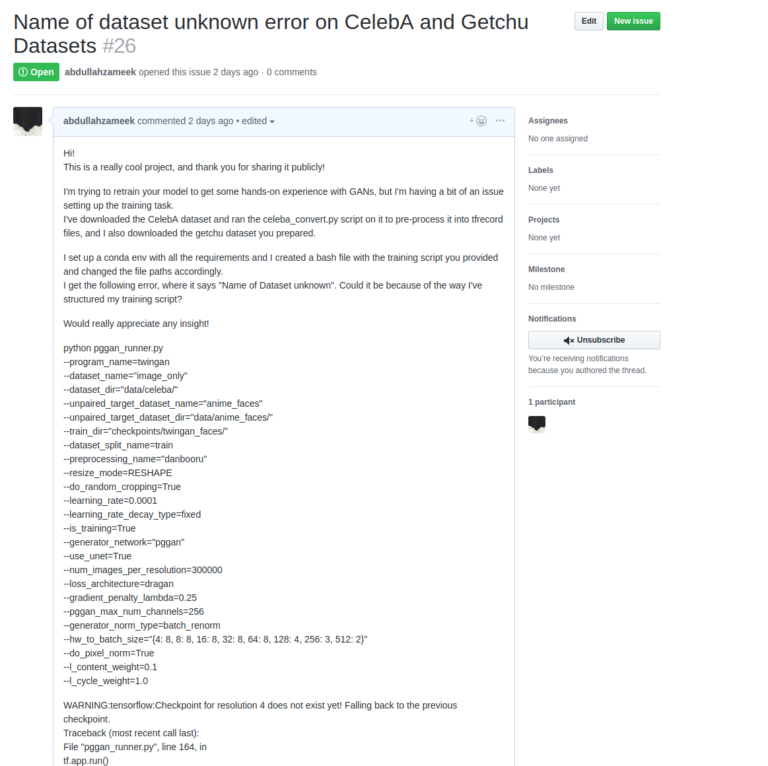 Name of dataset unknown error on CelebA and Getchu
Datasets #26
Edit
New issue
Open
abdullahzameek opened this issue 2 days ago · 0 comments
abdullahzameek commented 2 days ago • edited
Hi!
This is a really cool project, and thank you for sharing it publicly!
I'm trying to retrain your model to get some hands-on experience with GANs, but I'm having a bit of an issue
setting up the training task.
I've downloaded the CelebA dataset and ran the celeba_convert.py script on it to pre-process it into tfrecord
files, and I also downloaded the getchu dataset you prepared.
I set up a conda env with all the requirements and I created a bash file with the training script you provided
and changed the file paths accordingly.
I get the following error, where it says "Name of Dataset unknown". Could it be because of the way I've
structured my training script?
Would really appreciate any insight!
python pggan_runner.py
--program_name=twingan
--dataset_name="image_only"
--dataset_dir="data/celeba/"
--unpaired_target_dataset_name="anime_faces"
--unpaired_target_dataset_dir="data/anime_faces/"
--train_dir="checkpoints/twingan_faces/"
--dataset_split_name=train
--preprocessing_name="danbooru"
--resize_mode=RESHAPE
--do_random_cropping=True
--learning_rate=0.0001
--learning_rate_decay_type=fixed
--is_training=True
--generator_network="pggan"
--use_unet=True
--num_images_per_resolution=300000
--loss_architecture=dragan
--gradient_penalty_lambda=0.25
--pggan_max_num_channels=256
--generator_norm_type=batch_renorm
--hw_to_batch_size="{4: 8, 8: 8, 16: 8, 32: 8, 64: 8, 128: 4, 256: 3, 512: 2}"
--do_pixel_norm=True
--l_content_weight=0.1
--l_cycle_weight=1.0
WARNING:tensorflow:Checkpoint for resolution 4 does not exist yet! Falling back to the previous
checkpoint.
Traceback (most recent call last):
File "pggan_runner.py", line 164, in
tf.app.run()
Assignees
No one assigned
Labels
None yet
Projects
None yet
Milestone
No milestone
Notifications
Unsubscribe
You're receiving notifications
because you authored the thread.
1 participant